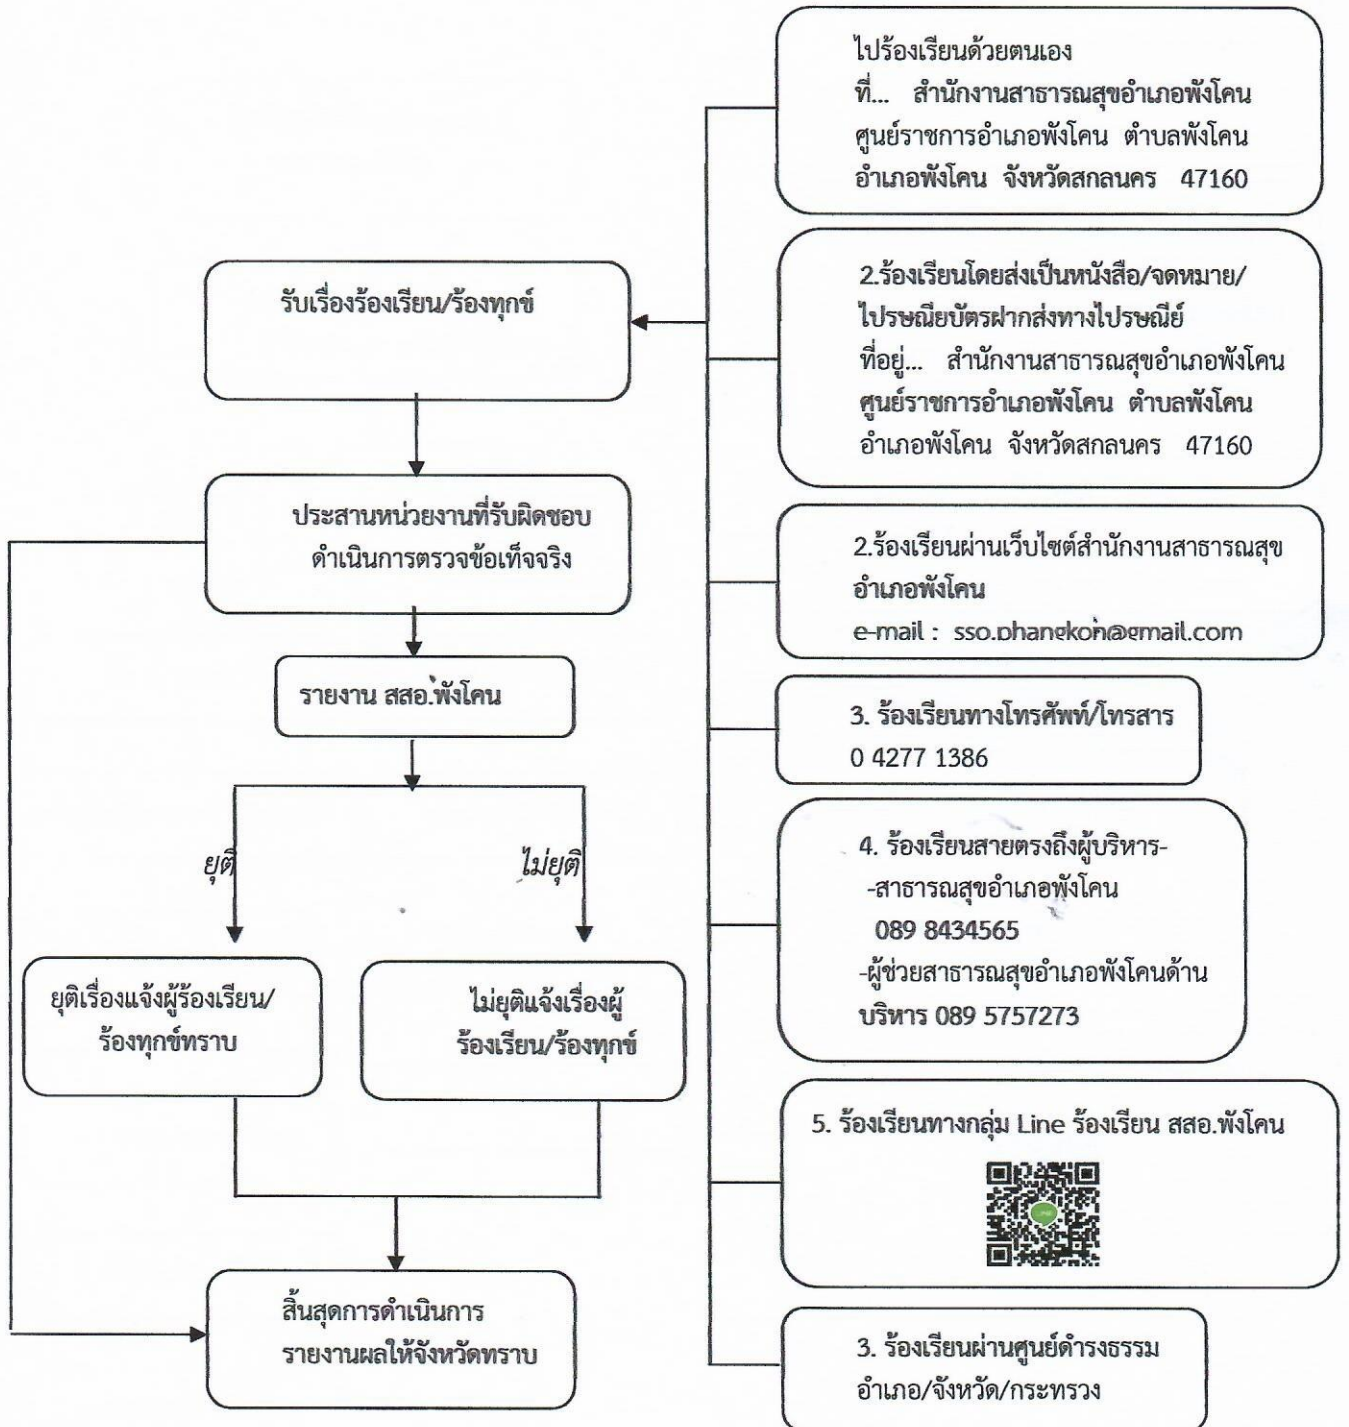 ไปร้องเรียนด้วยตนเอง
ที่... สำนักงานสาธารณสุขอำเภอพังโคน
ศูนย์ราชการอำเภอพังโคน ตำบลพังโคน
อำเภอพังโคน จังหวัดสกลนคร 47160
รับเรื่องร้องเรียน/ร้องทุกข์
2.ร้องเรียนโดยส่งเป็นหนังสือ/จดหมาย/
ไปรษณียบัตรฝากส่งทางไปรษณีย์
ที่อยู่... สำนักงานสาธารณสุขอำเภอพังโคน
ศูนย์ราชการอำเภอพังโคน ตำบลพังโคน
อำเภอพังโคน จังหวัดสกลนคร 47160
ประสานหน่วยงานที่รับผิดชอบ
ดำเนินการตรวจข้อเท็จจริง
2.ร้องเรียนผ่านเว็บไซต์สำนักงานสาธารณสุข
อำเภอพังโคน
e-mail : sso.phangkon@gmail.com
รายงาน สสอ.พังโคน
3. ร้องเรียนทางโทรศัพท์/โทรสาร
0 4277 1386
ยุติ
ไม่ยุติ
4. ร้องเรียนสายตรงถึงผู้บริหาร-
-สาธารณสุขอำเภอพังโคน
089 8434565
-ผู้ช่วยสาธารณสุขอำเภอพังโคนด้าน
บริหาร 089 5757273
ยุติเรื่องแจ้งผู้ร้องเรียน/
ร้องทุกข์ทราบ
ไม่ยุติแจ้งเรื่องผู้
ร้องเรียน/ร้องทุกข์
5. ร้องเรียนทางกลุ่ม Line ร้องเรียน สสอ.พังโคน
สิ้นสุดการดำเนินการ
รายงานผลให้จังหวัดทราบ
3. ร้องเรียนผ่านศูนย์ดำรงธรรม
อำเภอ/จังหวัด/กระทรวง